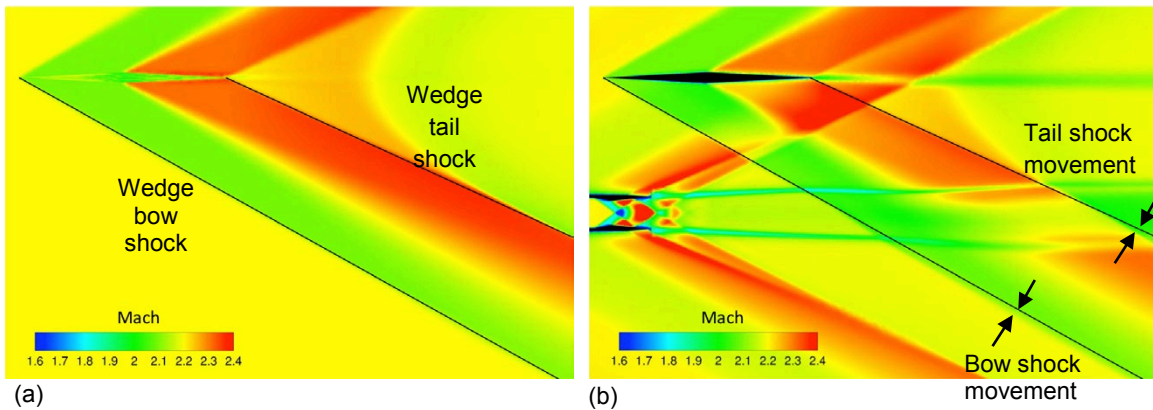 Wedge
tail
shock
Wedge
bow
shock
Mach
1.6 1.7 1.8 1.9 2 2.1 2.2 2.3 2.4
(a)
Tail shock
movement
Mach
1.6 1.7 1.8 1.9 2 2.1 2.2 2.3 2.4
Bow shock
movement
(b)